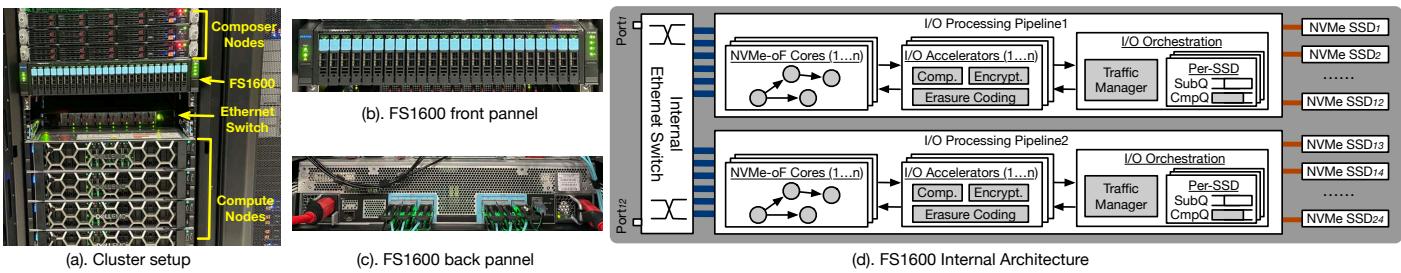 Composer
Nodes
FS1600
Ethernet
Switch
Compute
Nodes
(a). Cluster setup
(b). FS1600 front pannel
(c). FS1600 back pannel
Port1
Port12
Internal
Ethernet Switch
I/O Processing Pipeline1
NVMe-oF Cores (1...n)
I/O Accelerators (1...n)
Comp.
Encrypt.
Erasure Coding
I/O Orchestration
Traffic
Manager
Per-SSD
SubQ
CmpQ
I/O Processing Pipeline2
NVMe-oF Cores (1...n)
I/O Accelerators (1...n)
Comp.
Encrypt.
Erasure Coding
I/O Orchestration
Traffic
Manager
Per-SSD
SubQ
CmpQ
NVMe SSD1
NVMe SSD2
......
NVMe SSD12
NVMe SSD13
NVMe SSD14
......
NVMe SSD24
(d). FS1600 Internal Architecture